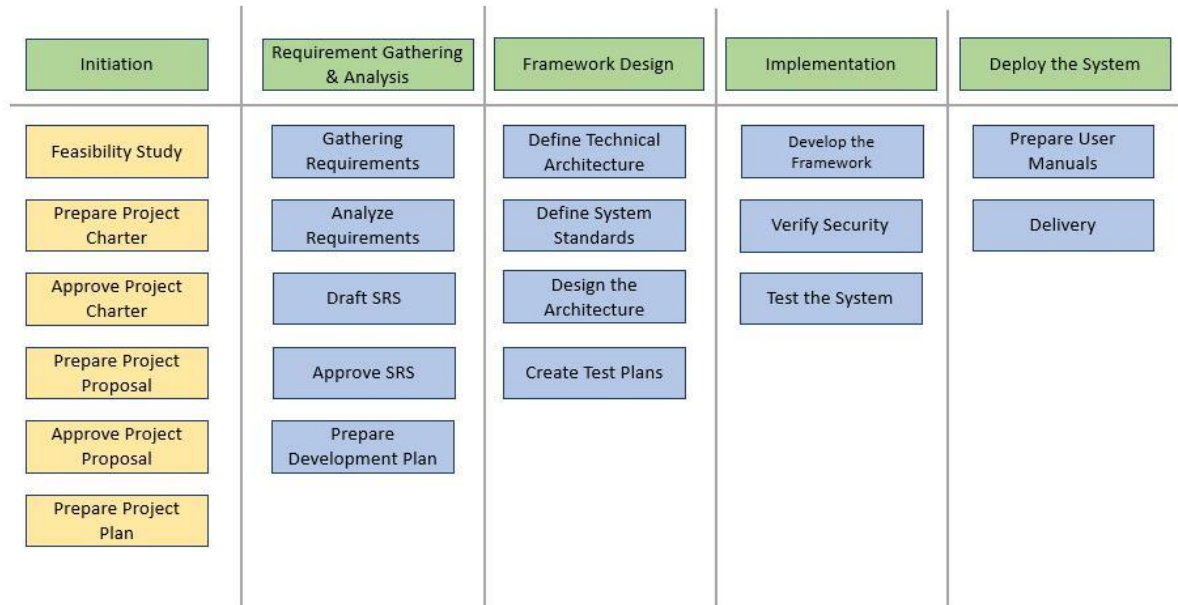 Initiation
Requirement Gathering
& Analysis
Framework Design
Implementation
Deploy the System
Feasibility Study
Prepare Project
Charter
Approve Project
Charter
Prepare Project
Proposal
Approve Project
Proposal
Prepare Project
Plan
Gathering
Requirements
Analyze
Requirements
Draft SRS
Approve SRS
Prepare
Development Plan
Define Technical
Architecture
Define System
Standards
Design the
Architecture
Create Test Plans
Develop the
Framework
Verify Security
Test the System
Prepare User
Manuals
Delivery